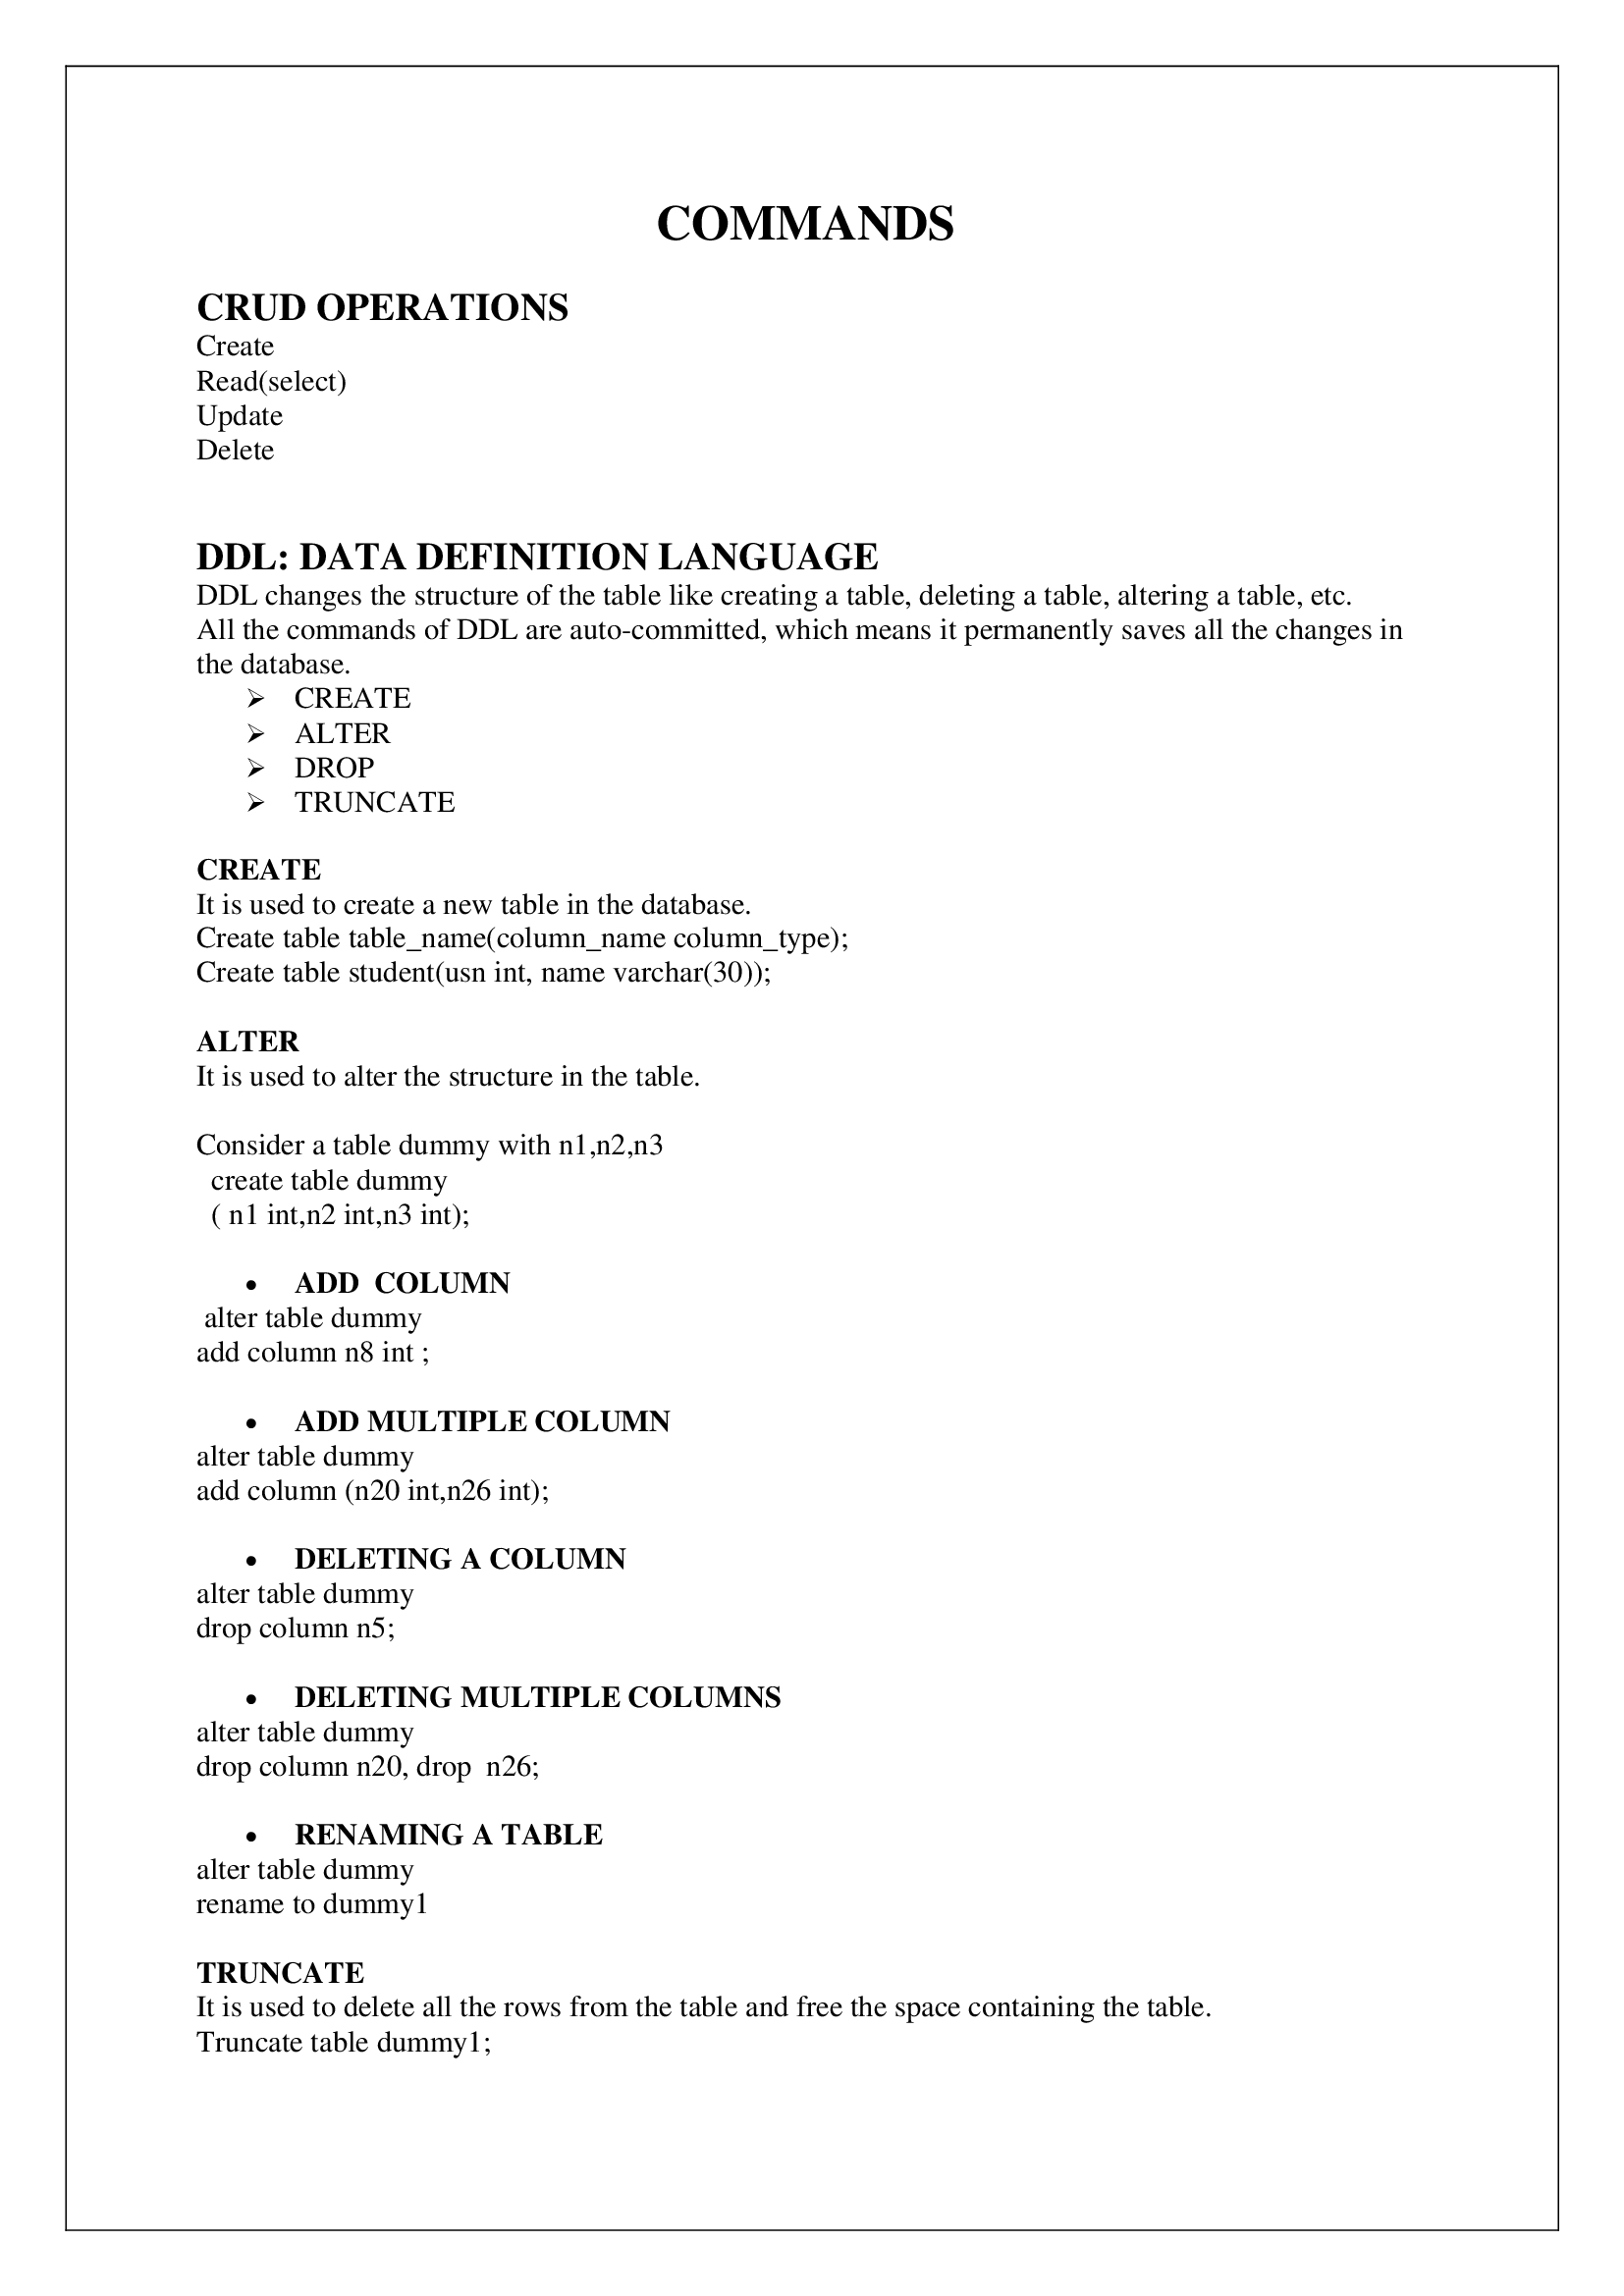 COMMANDS
CRUD OPERATIONS
Create
Read(select)
Update
Delete
DDL: DATA DEFINITION LANGUAGE
DDL changes the structure of the table like creating a table, deleting a table, altering a table, etc.
All the commands of DDL are auto-committed, which means it permanently saves all the changes in
the database.
➢ CREATE
➢ ALTER
➢ DROP
➢ TRUNCATE
CREATE
It is used to create a new table in the database.
Create table table_name(column_name column_type);
Create table student(usn int, name varchar(30));
ALTER
It is used to alter the structure in the table.
Consider a table dummy with n1,n2,n3
create table dummy
( n1 int,n2 int,n3 int);
• ADD  COLUMN
alter table dummy
add column n8 int ;
• ADD MULTIPLE COLUMN
alter table dummy
add column (n20 int,n26 int);
• DELETING A COLUMN
alter table dummy
drop column n5;
• DELETING MULTIPLE COLUMNS
alter table dummy
drop column n20, drop  n26;
• RENAMING A TABLE
alter table dummy
rename to dummy1
TRUNCATE
It is used to delete all the rows from the table and free the space containing the table.
Truncate table dummy1;